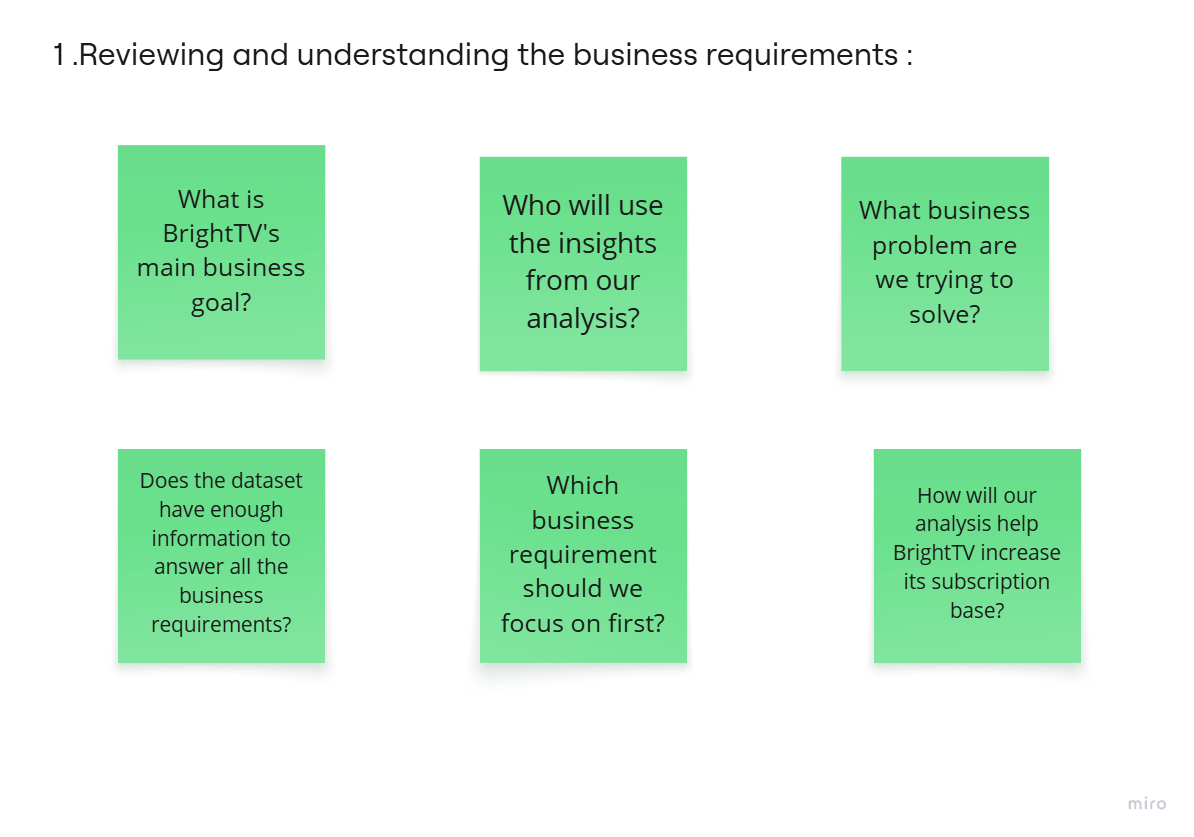 1.Reviewing and understanding the business requirements :
What is
BrightTV's
main business
goal?
Who will use
the insights
from our
analysis?
What business
problem are
we trying to
solve?
Does the dataset
have enough
information to
answer all the
business
requirements?
Which
business
requirement
should we
focus on first?
How will our
analysis help
BrightTV increase
its subscription
base?
miro